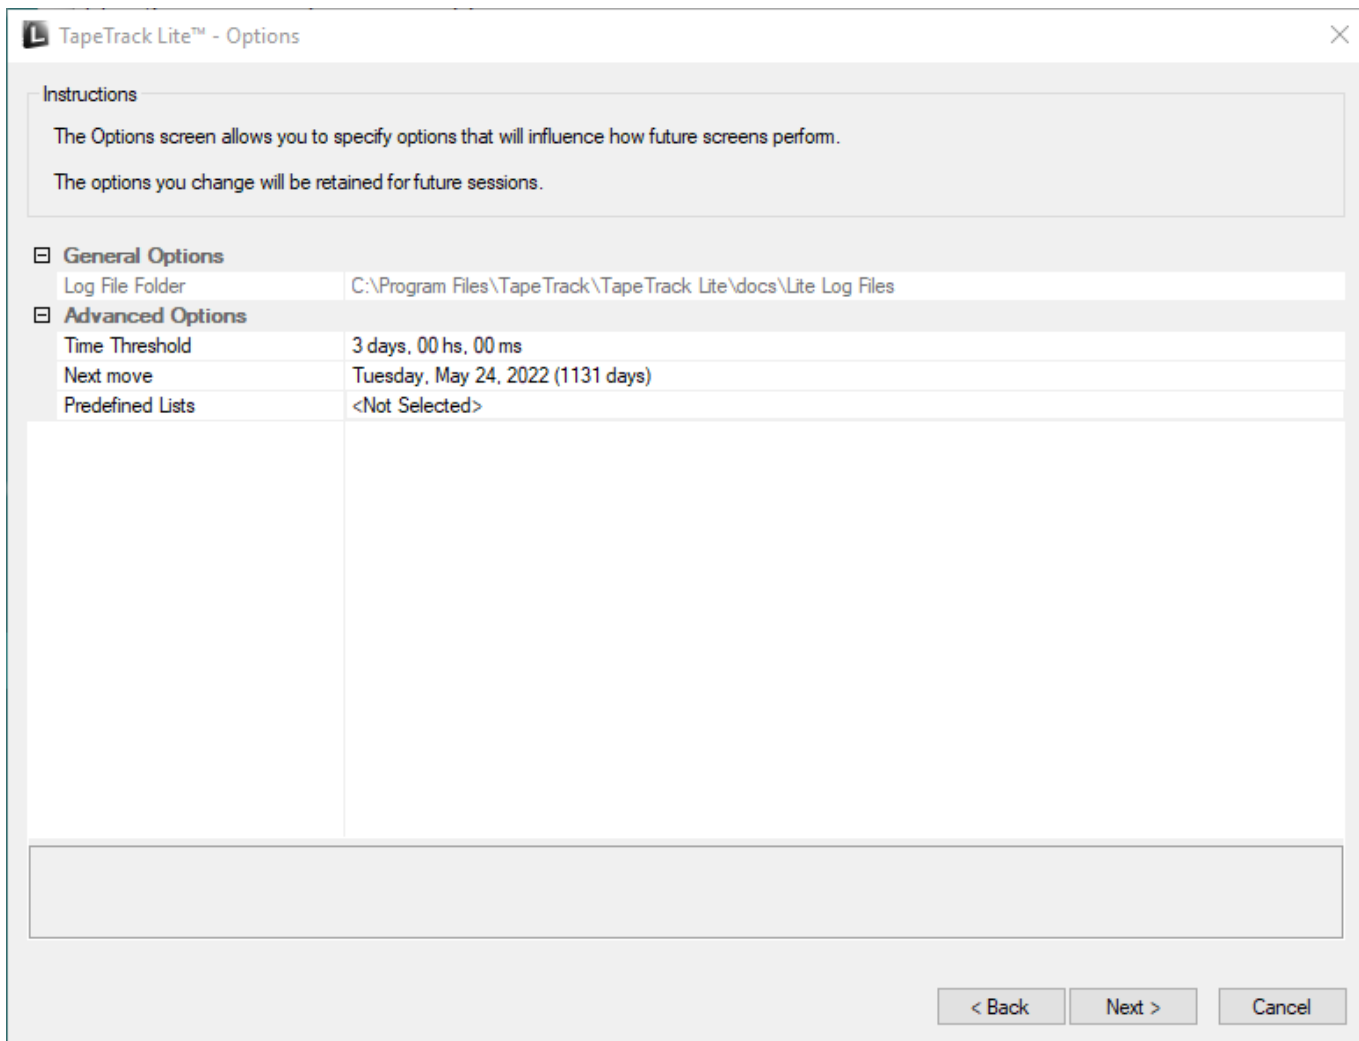 TapeTrack Lite™ - Options
Instructions
The Options screen allows you to specify options that will influence how future screens perform.
The options you change will be retained for future sessions.
General Options
Log File Folder C:\Program Files\TapeTrack\TapeTrack Lite\docs\Lite Log Files
Advanced Options
Time Threshold 3 days, 00 hs, 00 ms
Next move Tuesday, May 24, 2022 (1131 days)
Predefined Lists <Not Selected>
< Back Next > Cancel